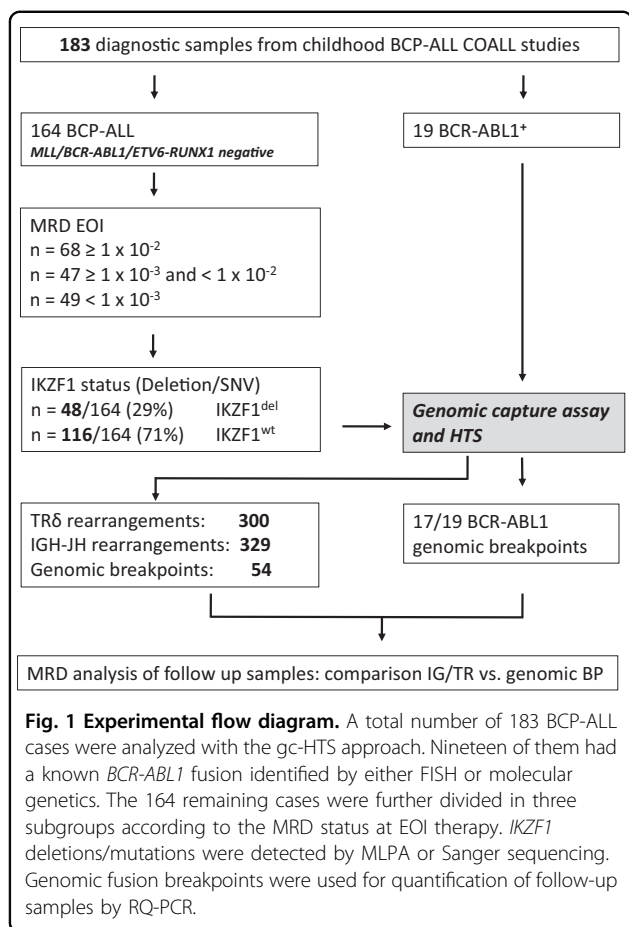 183 diagnostic samples from childhood BCP-ALL COALL studies
164 BCP-ALL
MLL/BCR-ABL1/ETV6-RUNX1 negative
19 BCR-ABL1⁺
MRD EOI
n = 68 ≥ 1 x 10⁻²
n = 47 ≥ 1 x 10⁻³ and < 1 x 10⁻²
n = 49 < 1 x 10⁻³
IKZF1 status (Deletion/SNV)
n = 48/164 (29%) IKZF1ᵈᵉˡ
n = 116/164 (71%) IKZF1ʷᵗ
Genomic capture assay
and HTS
TRδ rearrangements: 300
IGH-JH rearrangements: 329
Genomic breakpoints: 54
17/19 BCR-ABL1
genomic breakpoints
MRD analysis of follow up samples: comparison IG/TR vs. genomic BP
Fig. 1 Experimental flow diagram. A total number of 183 BCP-ALL
cases were analyzed with the gc-HTS approach. Nineteen of them had
a known BCR-ABL1 fusion identified by either FISH or molecular
genetics. The 164 remaining cases were further divided in three
subgroups according to the MRD status at EOI therapy. IKZF1
deletions/mutations were detected by MLPA or Sanger sequencing.
Genomic fusion breakpoints were used for quantification of follow-up
samples by RQ-PCR.